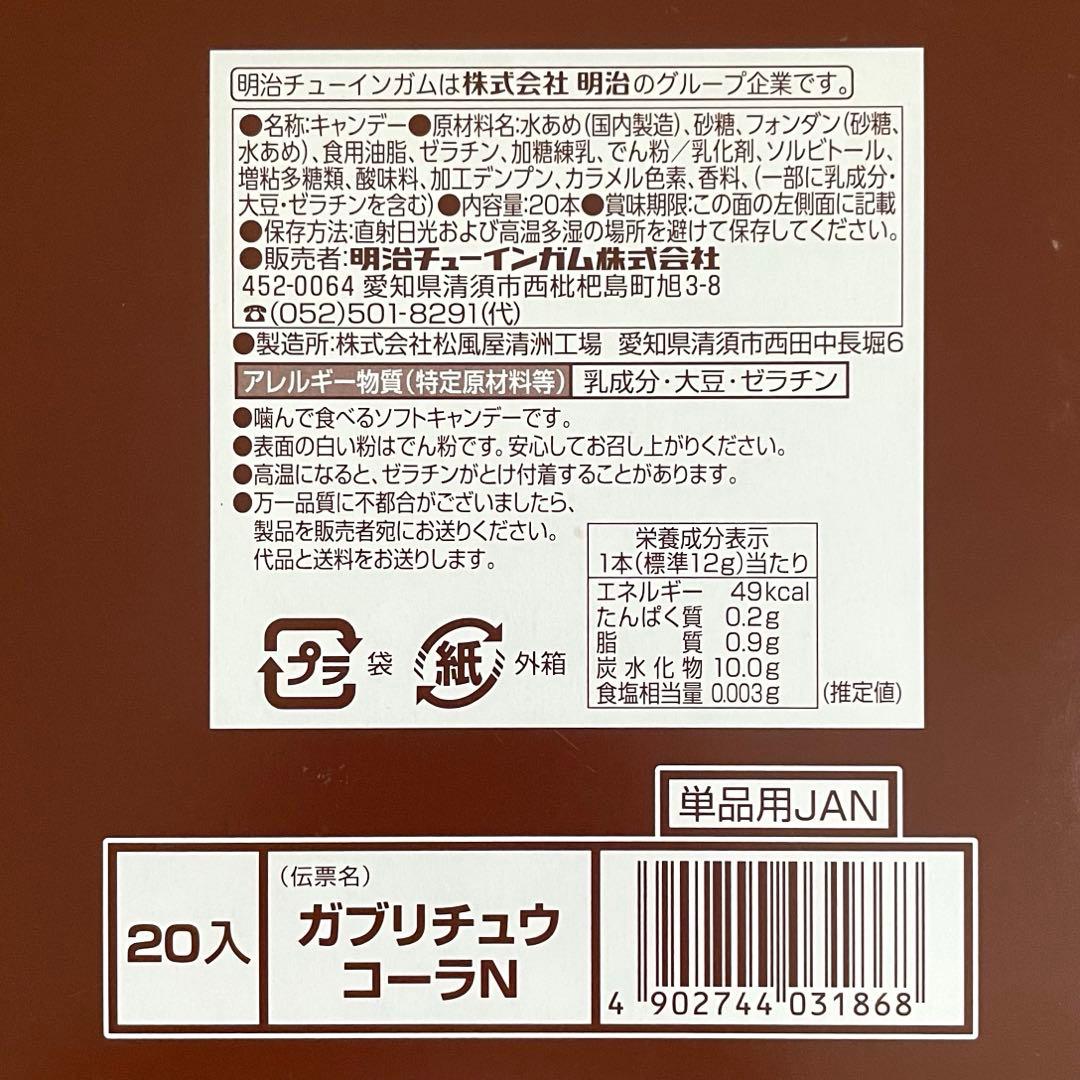 明治チューインガムは株式会社 明治のグループ企業です。
●名称:キャンデー●原材料名:水あめ(国内製造)、砂糖、フォンダン(砂糖、
水あめ)、食用油脂、ゼラチン、加糖練乳、でん粉／乳化剤、ソルビトール、
増粘多糖類、酸味料、加工デンプン、カラメル色素、香料、(一部に乳成分・
大豆・ゼラチンを含む)●内容量:20本●賞味期限:この面の左側面に記載
●保存方法:直射日光および高温多湿の場所を避けて保存してください。
●販売者:明治チューインガム株式会社
452-0064 愛知県清須市西枇杷島町旭3-8
☎(052)501-8291(代)
●製造所:株式会社松風屋清洲工場 愛知県清須市西田中長堀6
アレルギー物質(特定原材料等) 乳成分・大豆・ゼラチン
●噛んで食べるソフトキャンデーです。
●表面の白い粉はでん粉です。安心してお召し上がりください。
●高温になると、ゼラチンがとけ付着することがあります。
●万一品質に不都合がございましたら、
製品を販売者宛にお送りください。
代品と送料をお送りします。
プラ 袋 紙 外箱
栄養成分表示
1本(標準12g)当たり
エネルギー 49kcal
たんぱく質 0.2g
脂質 0.9g
炭水化物 10.0g
食塩相当量 0.003g (推定値)
単品用JAN
20入
(伝票名)
ガブリチュウ
コーラN
4 902744 031868